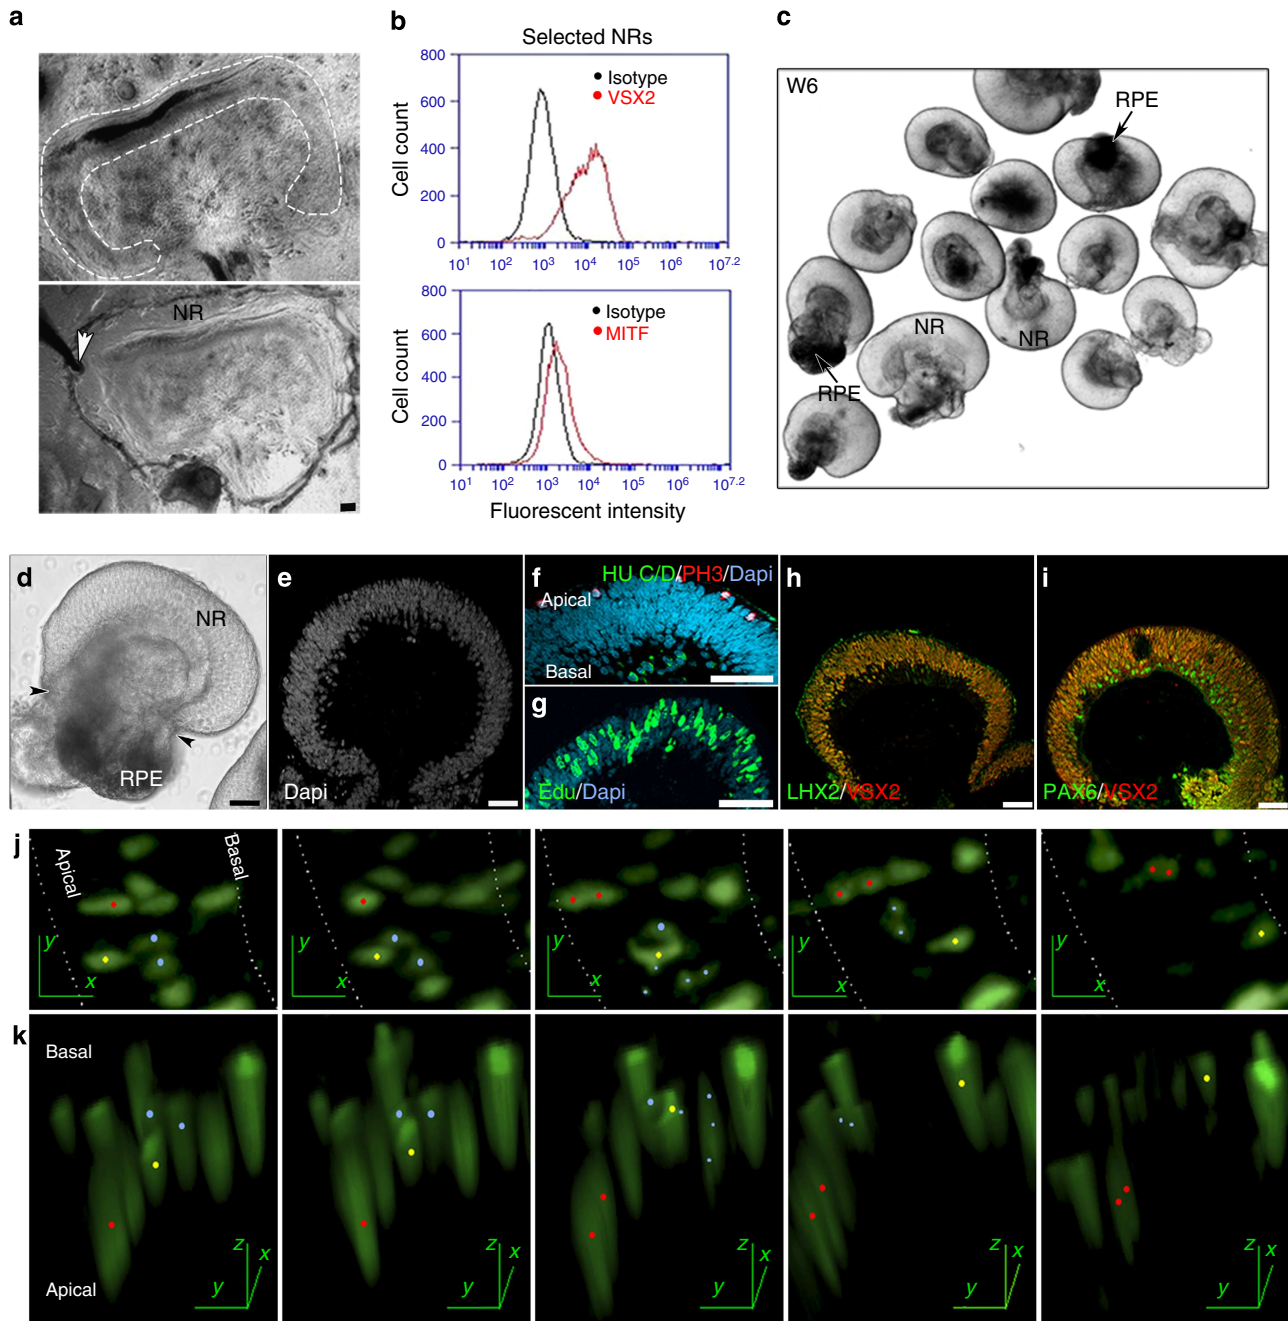 a
NR
b
Selected NRs
Cell count
800
600
400
200
0
Isotype
VSX2
10¹ 10² 10³ 10⁴ 10⁵ 10⁶ 10⁷·²
Cell count
800
600
400
200
0
Isotype
MITF
10¹ 10² 10³ 10⁴ 10⁵ 10⁶ 10⁷·²
Fluorescent intensity
c
W6
RPE
NR
NR
RPE
d
NR
RPE
e
Dapi
f
HU C/D/PH3/Dapi
Apical
Basal
g
Edu/Dapi
h
LHX2/VSX2
i
PAX6/VSX2
j
Apical
Basal
y
x
y
x
y
x
y
x
y
x
k
Basal
Apical
z
x
y
z
x
y
z
x
y
z
x
y
z
x
y